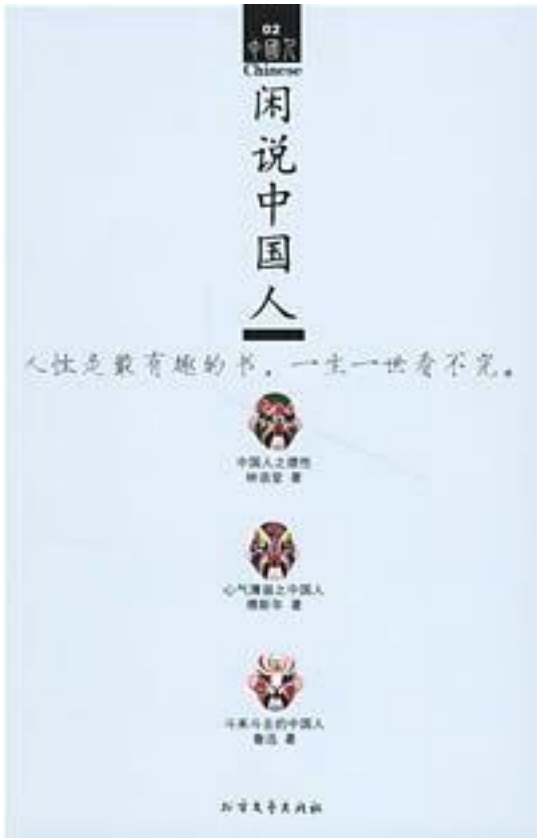 02
中國人
Chinese
闲说中国人
人性是最有趣的书，一生一世看不完。
中国人之德性
林语堂 著
心气薄弱之中国人
傅斯年 著
斗来斗去的中国人
鲁迅 著
北方文艺出版社